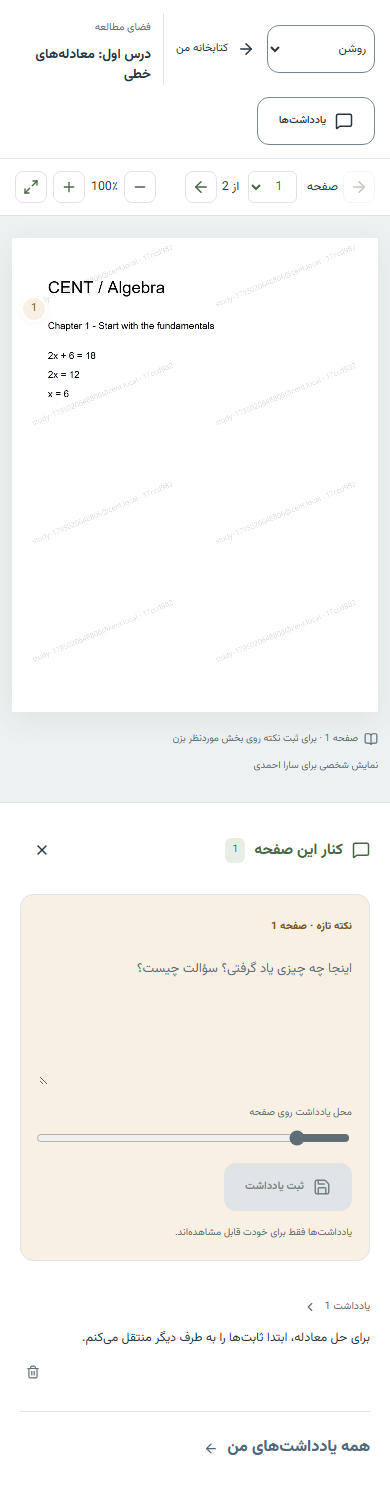 فضای مطالعه
درس اول: معادله‌های
خطی
کتابخانه من
روشن
یادداشت‌ها
صفحه 1 از 2
100٪
CENT / Algebra
1
Chapter 1 - Start with the fundamentals
2x + 6 = 18
2x = 12
x = 6
صفحه 1 · برای ثبت نکته روی بخش موردنظر بزن
نمایش شخصی برای سارا احمدی
کنار این صفحه 1
نکته تازه · صفحه 1
اینجا چه چیزی یاد گرفتی؟ سؤالت چیست؟
محل یادداشت روی صفحه
ثبت یادداشت
یادداشت‌ها فقط برای خودت قابل مشاهده‌اند.
یادداشت 1
برای حل معادله، ابتدا ثابت‌ها را به طرف دیگر منتقل می‌کنم.
همه یادداشت‌های من